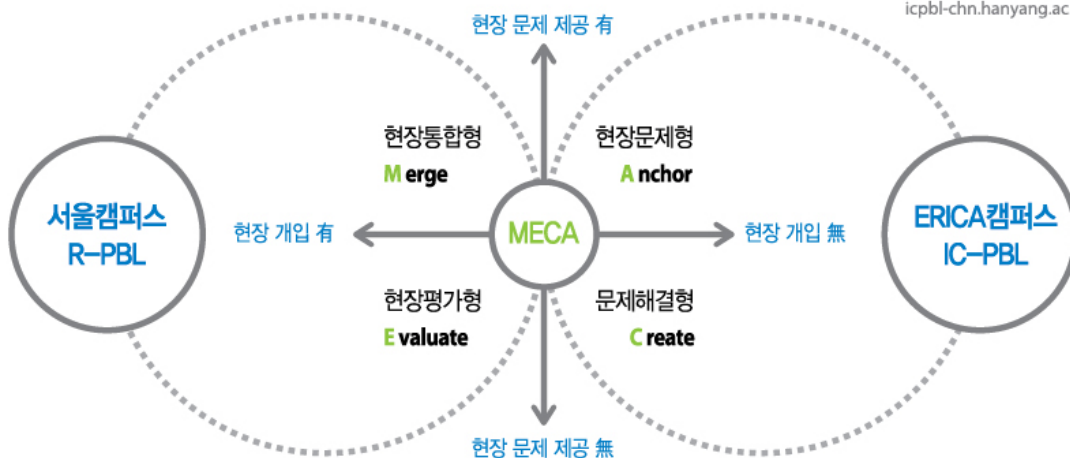 icpbl-chn.hanyang.ac
현장 문제 제공 有
현장통합형
Merge
현장문제형
Anchor
서울캠퍼스
R-PBL
현장 개입 有
MECA
현장 개입 無
ERICA캠퍼스
IC-PBL
현장평가형
Evaluate
문제해결형
Create
현장 문제 제공 無